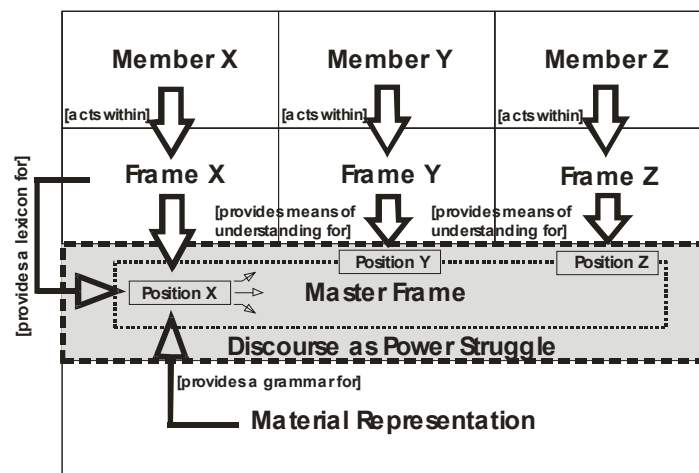 Member X
Member Y
Member Z
[acts within]
[acts within]
[acts within]
Frame X
Frame Y
Frame Z
[provides a lexicon for]
[provides means of
understanding for]
[provides means of
understanding for]
Position Y
Position Z
Position X
Master Frame
Discourse as Power Struggle
[provides a grammar for]
Material Representation